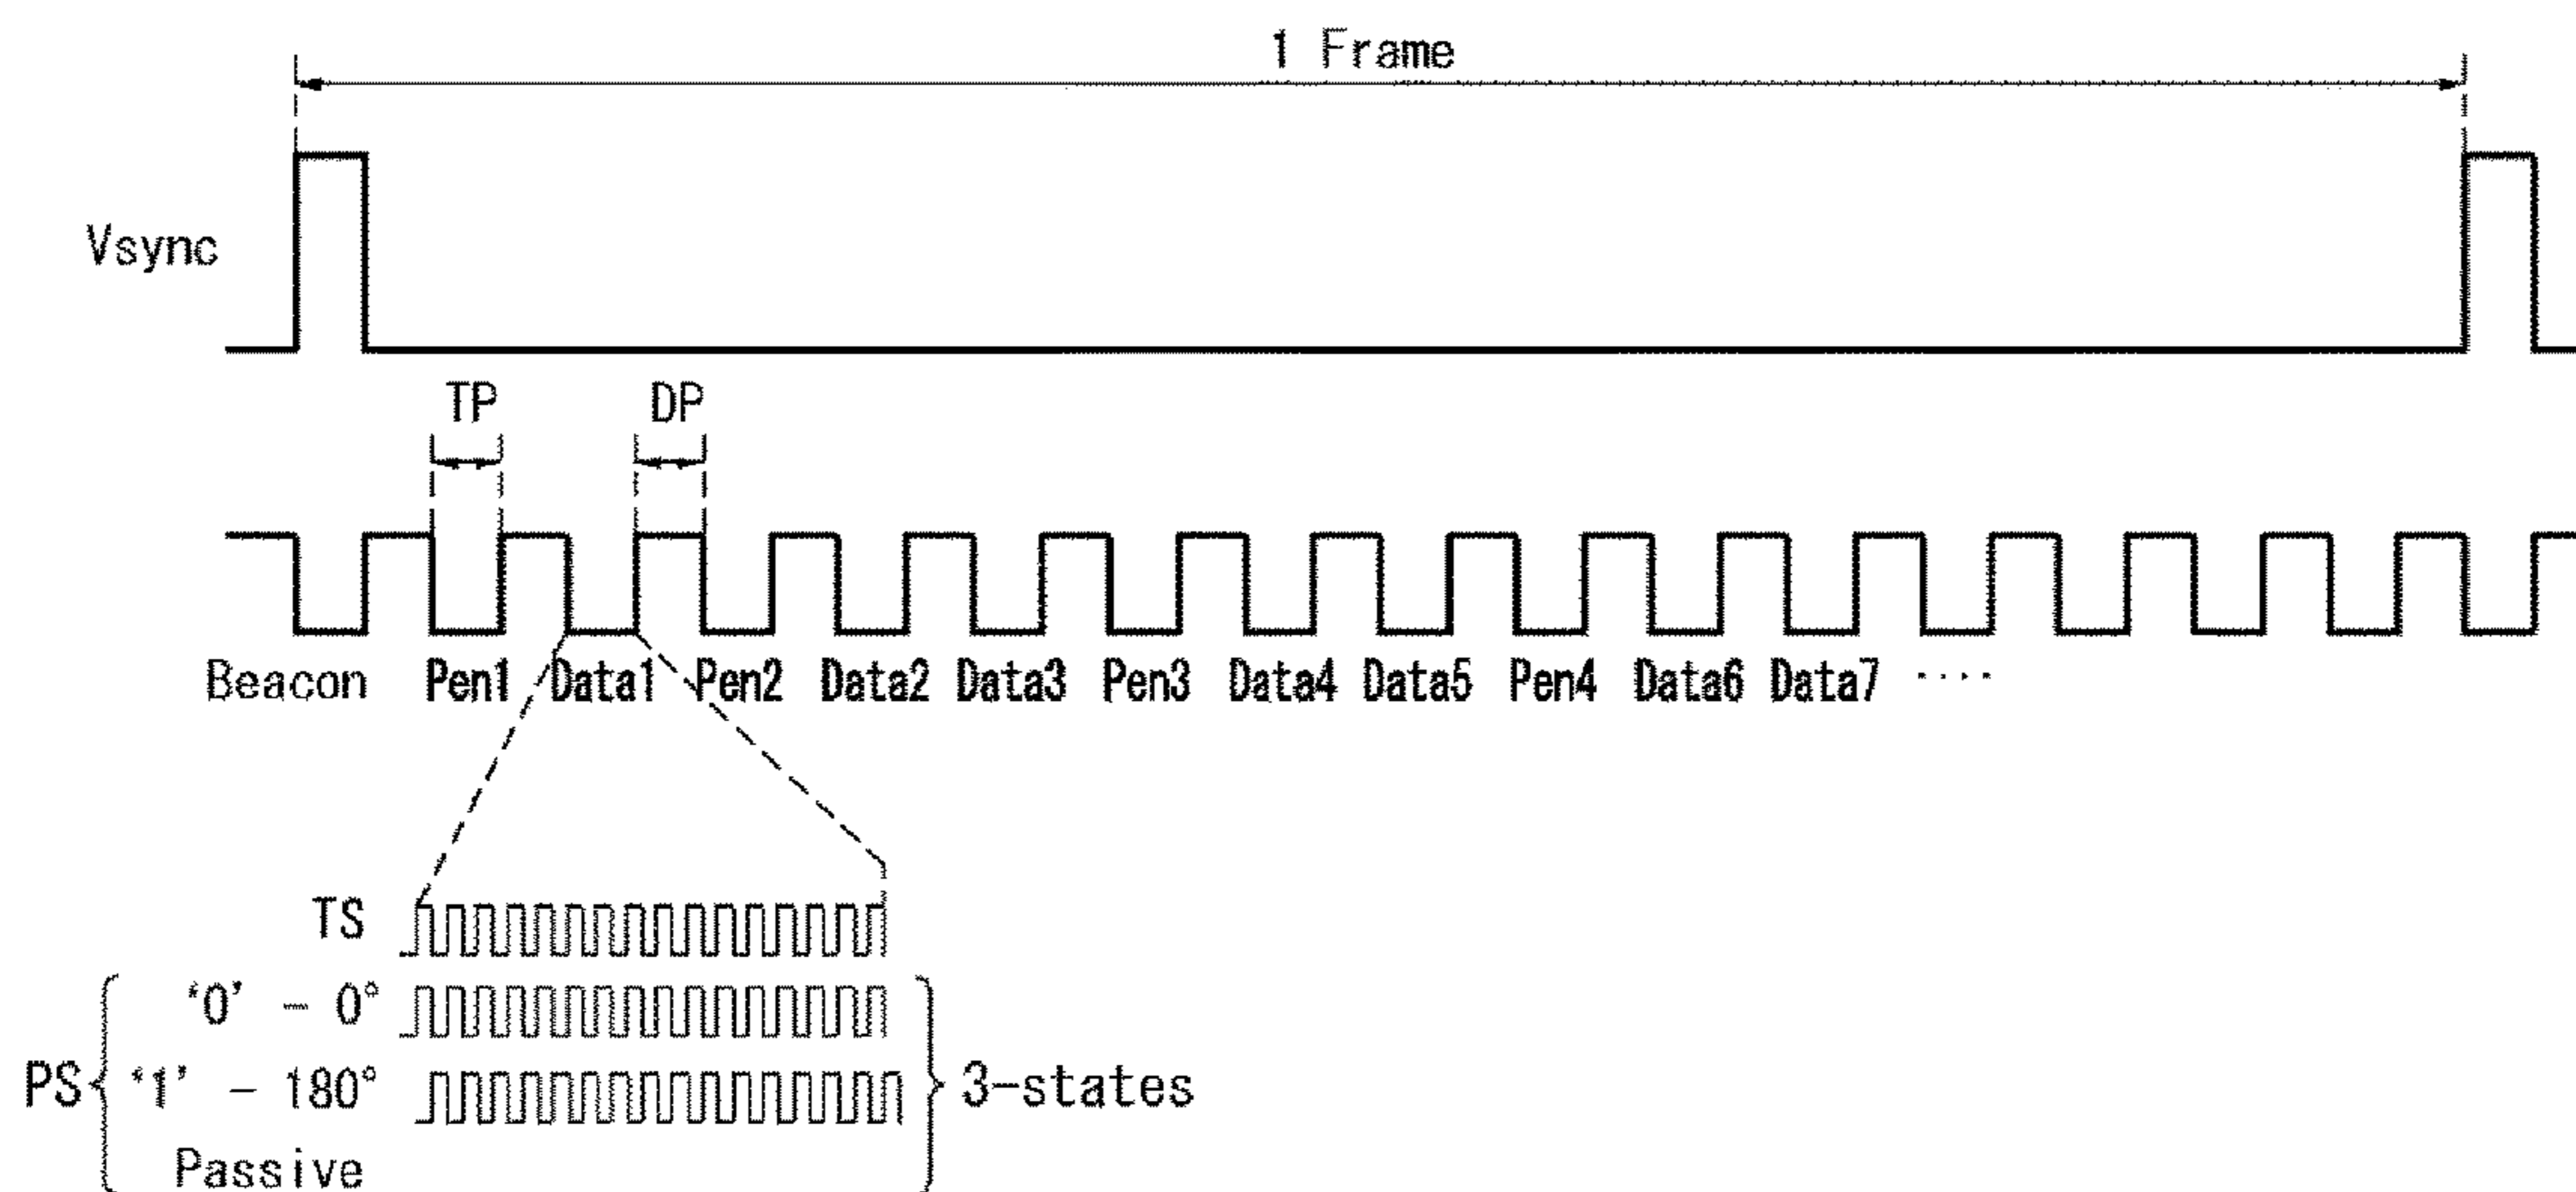 1 Frame
Vsync
TP DP
Beacon Pen1 Data1 Pen2 Data2 Data3 Pen3 Data4 Data5 Pen4 Data6 Data7 ....
TS
'0' - 0°
PS '1' - 180° 3-states
Passive